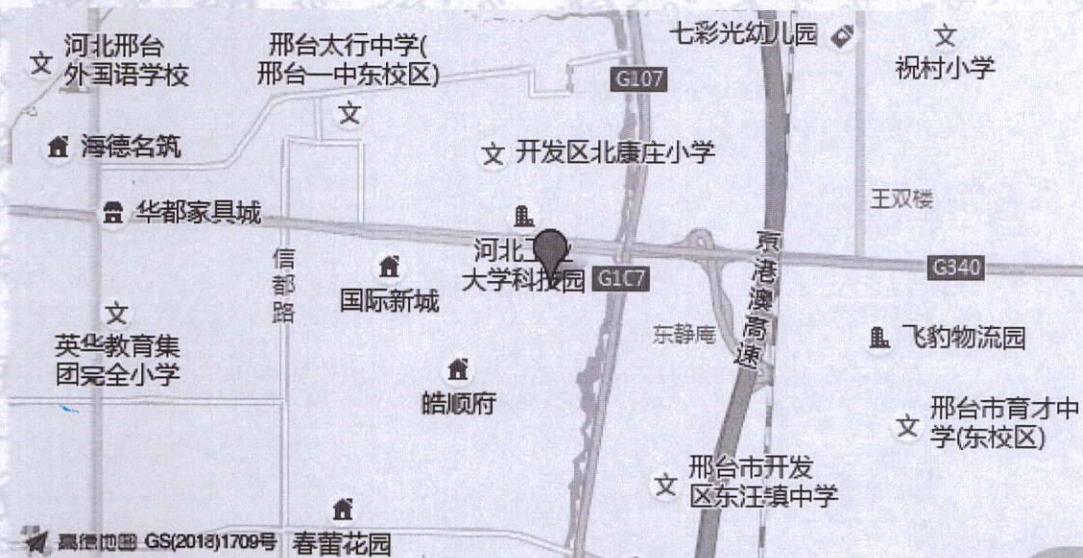 河北邢台
外国语学校
邢台太行中学(
邢台一中东校区)
七彩光幼儿园
祝村小学
G107
海德名筑
开发区北康庄小学
王双楼
华都家具城
信都路
河北工业
大学科技园
G1C7
京港澳高速
G340
国际新城
东静庵
飞豹物流园
英华教育集
团完全小学
皓顺府
邢台市育才中
学(东校区)
邢台市开发
区东汪镇中学
高德地图 GS(2018)1709号
春蕾花园